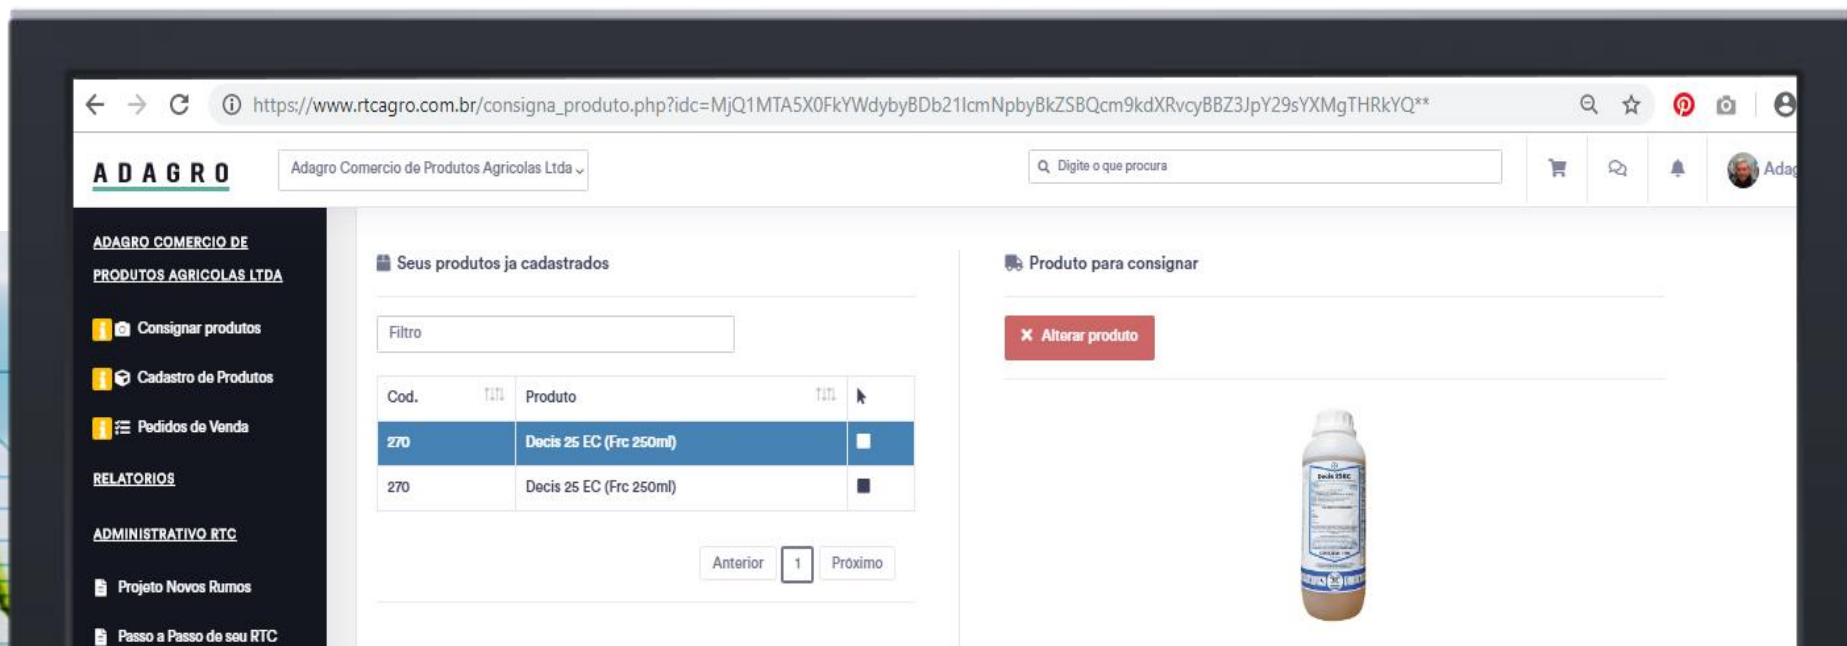 https://www.rtcagro.com.br/consigna_produto.php?idc=MjQ1MTA5X0FkYWdybyBDb21lcmNpbyBkZSBQcm9kdXRvcyBBZ3JpY29sYXMgTHRkYQ**
ADAGRO
Adagro Comercio de Produtos Agricolas Ltda
Digite o que procura
ADAGRO COMERCIO DE
PRODUTOS AGRICOLAS LTDA
Consignar produtos
Cadastro de Produtos
Pedidos de Venda
RELATORIOS
ADMINISTRATIVO RTC
Projeto Novos Rumos
Passo a Passo de seu RTC
Seus produtos ja cadastrados
Filtro
Cod. Produto
270 Decis 25 EC (Frc 250ml)
270 Decis 25 EC (Frc 250ml)
Anterior 1 Próximo
Produto para consignar
Alterar produto
Decis 25 EC